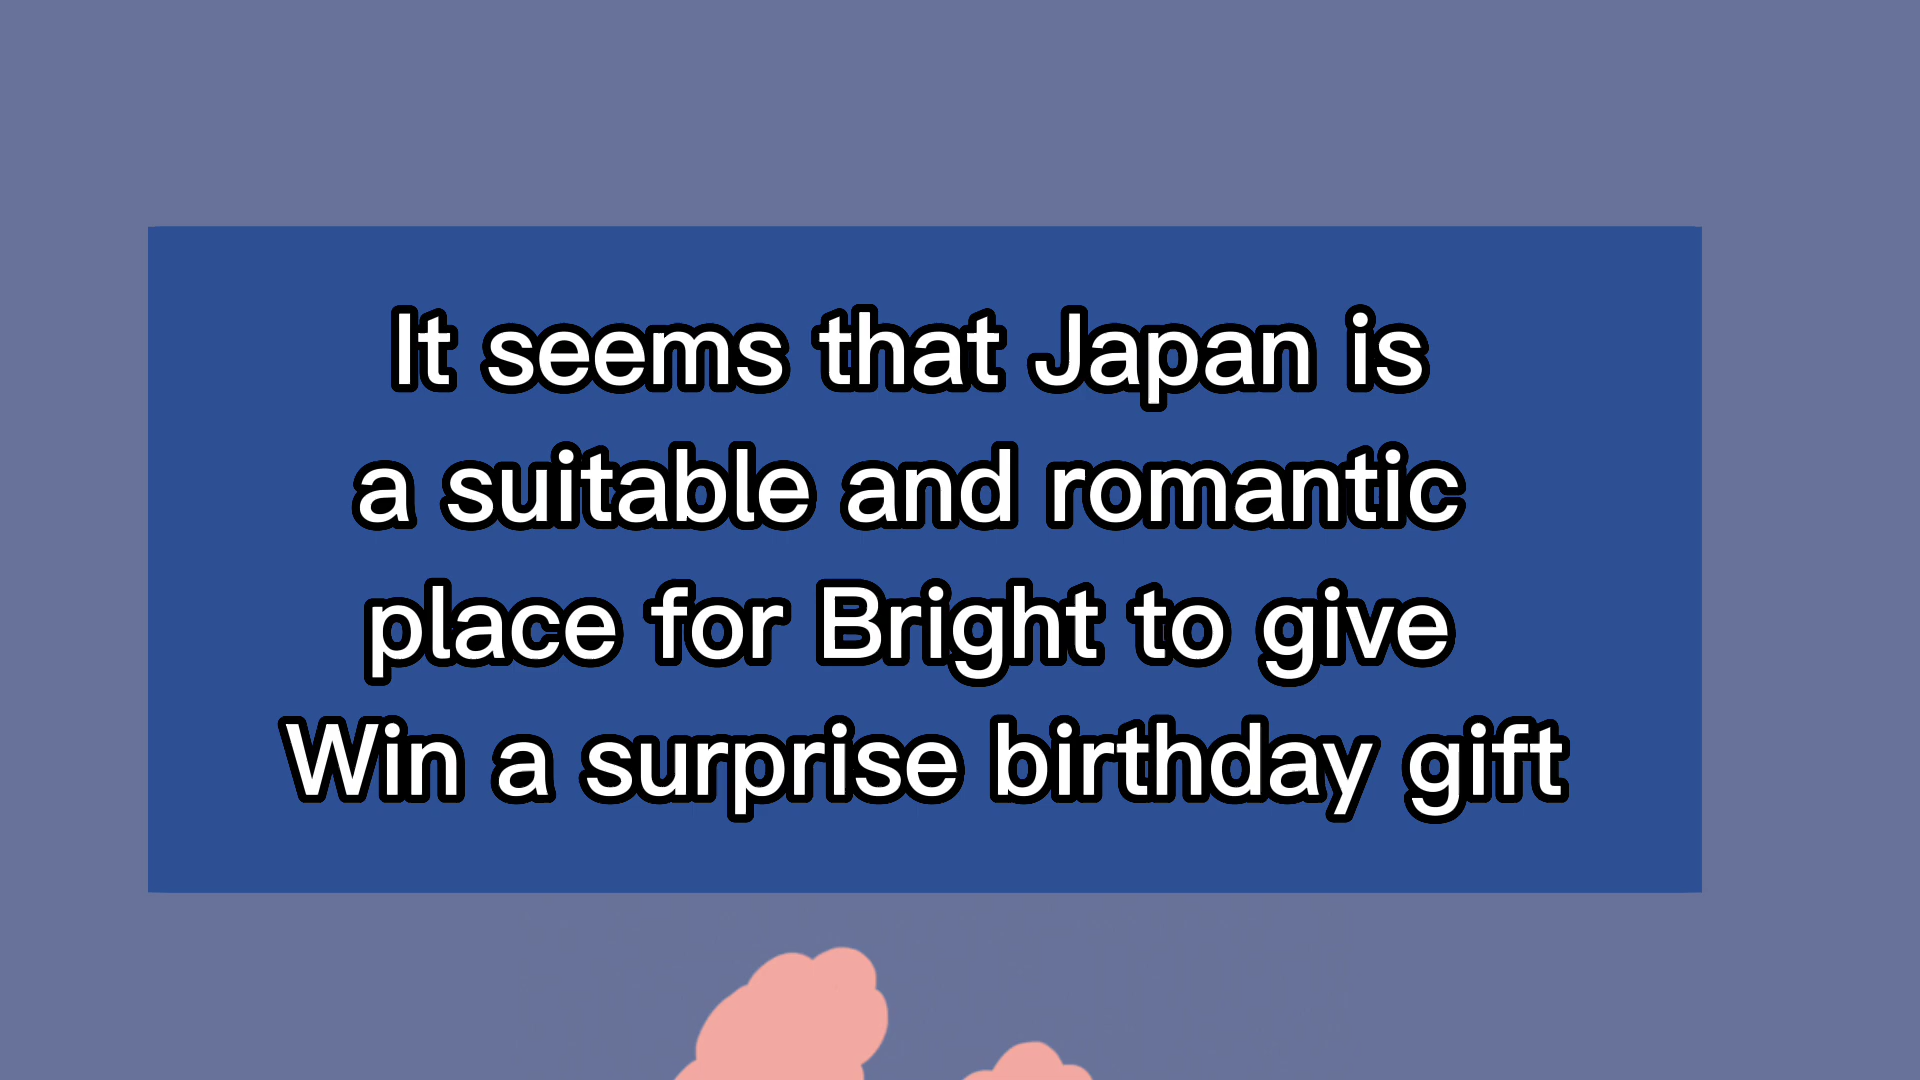 It seems that Japan is
a suitable and romantic
place for Bright to give
Win a surprise birthday gift